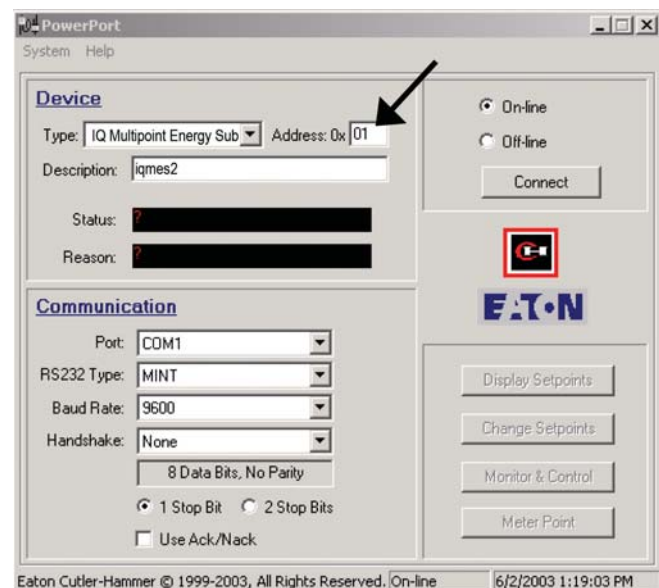 PowerPort
System Help
Device
Type: IQ Multipoint Energy Sub Address: 0x 01
Description: iqmes2
Status: ?
Reason: ?
On-line
Off-line
Connect
EATON
Communication
Port: COM1
RS232 Type: MINT
Baud Rate: 9600
Handshake: None
8 Data Bits, No Parity
1 Stop Bit 2 Stop Bits
Use Ack/Nack
Display Setpoints
Change Setpoints
Monitor & Control
Meter Point
Eaton Cutler-Hammer © 1999-2003, All Rights Reserved. On-line 6/2/2003 1:19:03 PM